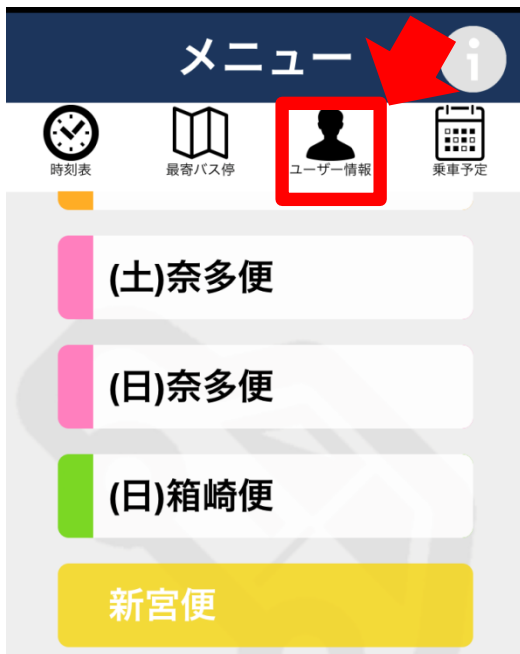 メニュー
i
時刻表
最寄バス停
ユーザー情報
乗車予定
(土)奈多便
(日)奈多便
(日)箱崎便
新宮便